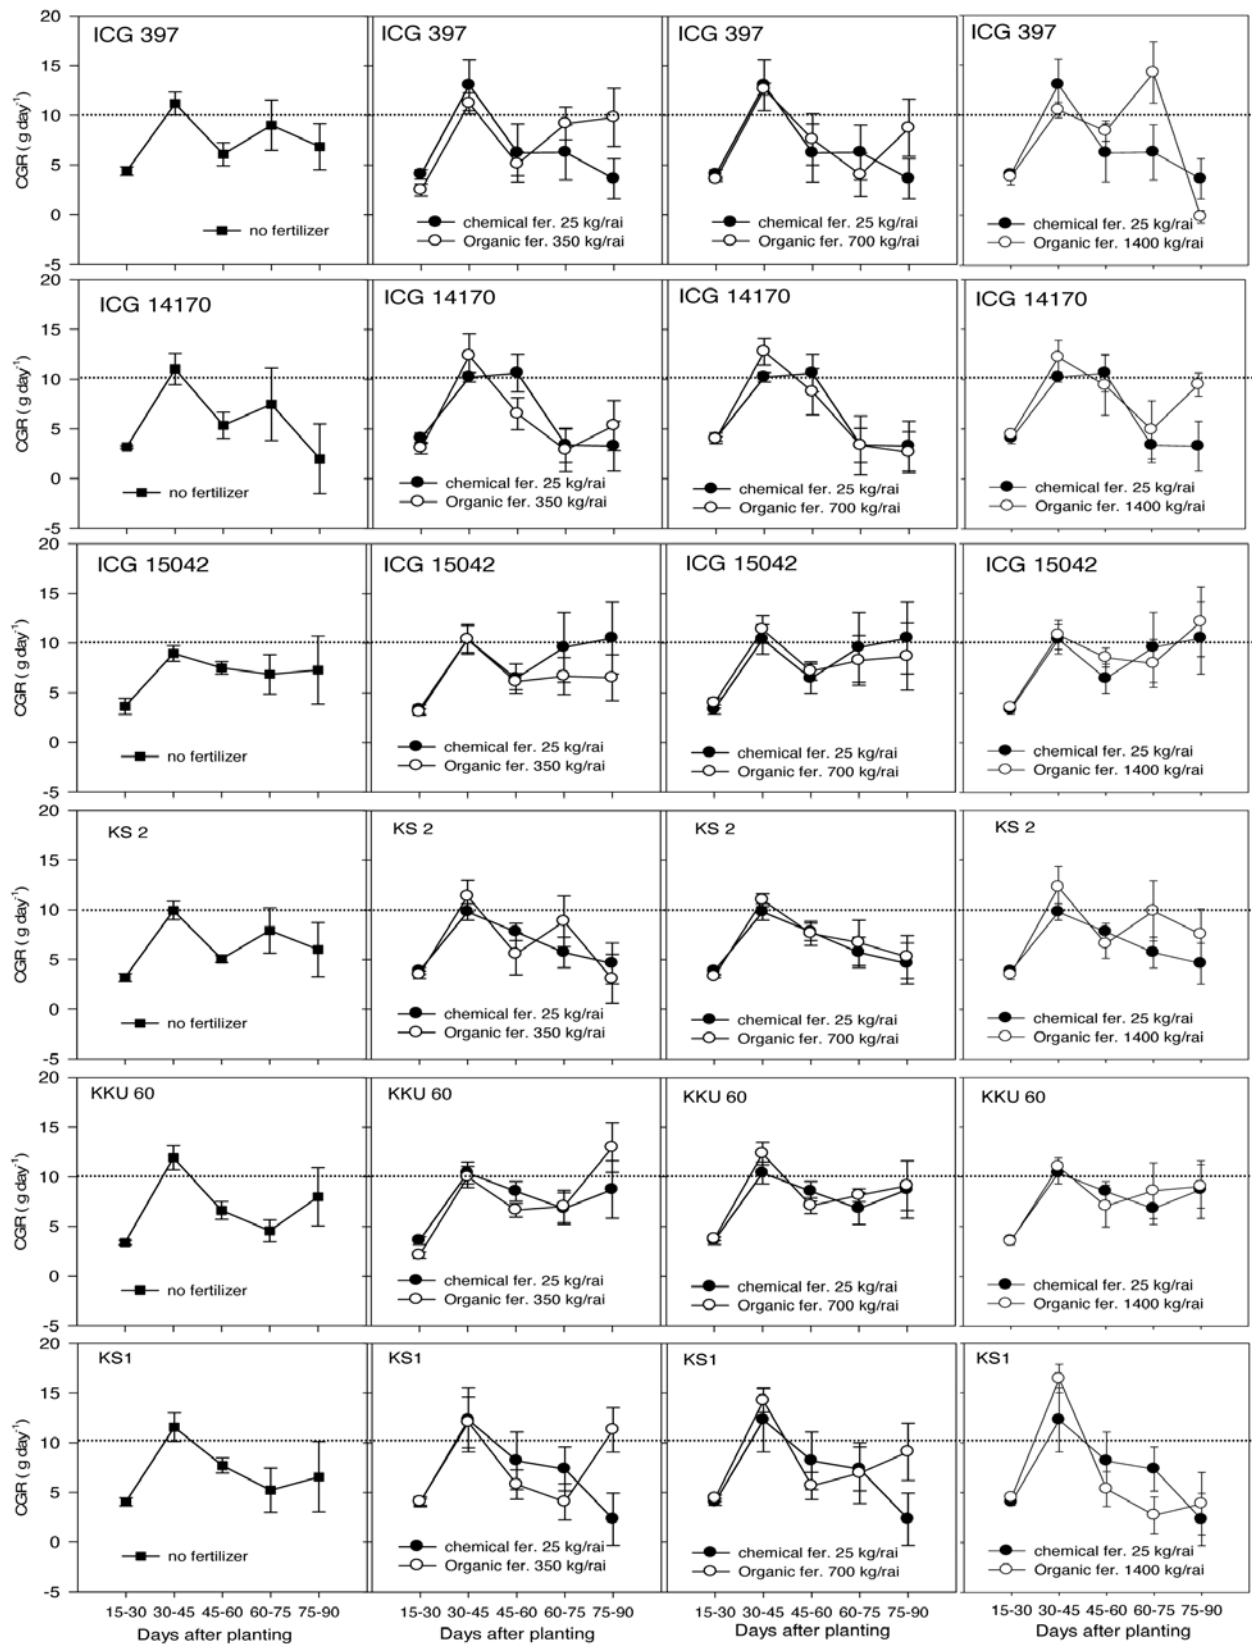 ICG 397
ICG 397
ICG 397
ICG 397
CGR ( g day-1)
20
15
10
5
0
-5
no fertilizer
chemical fer. 25 kg/rai
Organic fer. 350 kg/rai
chemical fer. 25 kg/rai
Organic fer. 700 kg/rai
chemical fer. 25 kg/rai
Organic fer. 1400 kg/rai
ICG 14170
ICG 14170
ICG 14170
ICG 14170
CGR ( g day-1)
20
15
10
5
0
-5
no fertilizer
chemical fer. 25 kg/rai
Organic fer. 350 kg/rai
chemical fer. 25 kg/rai
Organic fer. 700 kg/rai
chemical fer. 25 kg/rai
Organic fer. 1400 kg/rai
ICG 15042
ICG 15042
ICG 15042
ICG 15042
CGR ( g day-1)
20
15
10
5
0
-5
no fertilizer
chemical fer. 25 kg/rai
Organic fer. 350 kg/rai
chemical fer. 25 kg/rai
Organic fer. 700 kg/rai
chemical fer. 25 kg/rai
Organic fer. 1400 kg/rai
KS 2
KS 2
KS 2
KS 2
CGR ( g day-1)
20
15
10
5
0
-5
no fertilizer
chemical fer. 25 kg/rai
Organic fer. 350 kg/rai
chemical fer. 25 kg/rai
Organic fer. 700 kg/rai
chemical fer. 25 kg/rai
Organic fer. 1400 kg/rai
KKU 60
KKU 60
KKU 60
KKU 60
CGR ( g day-1)
20
15
10
5
0
-5
no fertilizer
chemical fer. 25 kg/rai
Organic fer. 350 kg/rai
chemical fer. 25 kg/rai
Organic fer. 700 kg/rai
chemical fer. 25 kg/rai
Organic fer. 1400 kg/rai
KS1
KS1
KS1
KS1
CGR ( g day-1)
20
15
10
5
0
-5
no fertilizer
chemical fer. 25 kg/rai
Organic fer. 350 kg/rai
chemical fer. 25 kg/rai
Organic fer. 700 kg/rai
chemical fer. 25 kg/rai
Organic fer. 1400 kg/rai
15-30 30-45 45-60 60-75 75-90
15-30 30-45 45-60 60-75 75-90
15-30 30-45 45-60 60-75 75-90
15-30 30-45 45-60 60-75 75-90
Days after planting
Days after planting
Days after planting
Days after planting